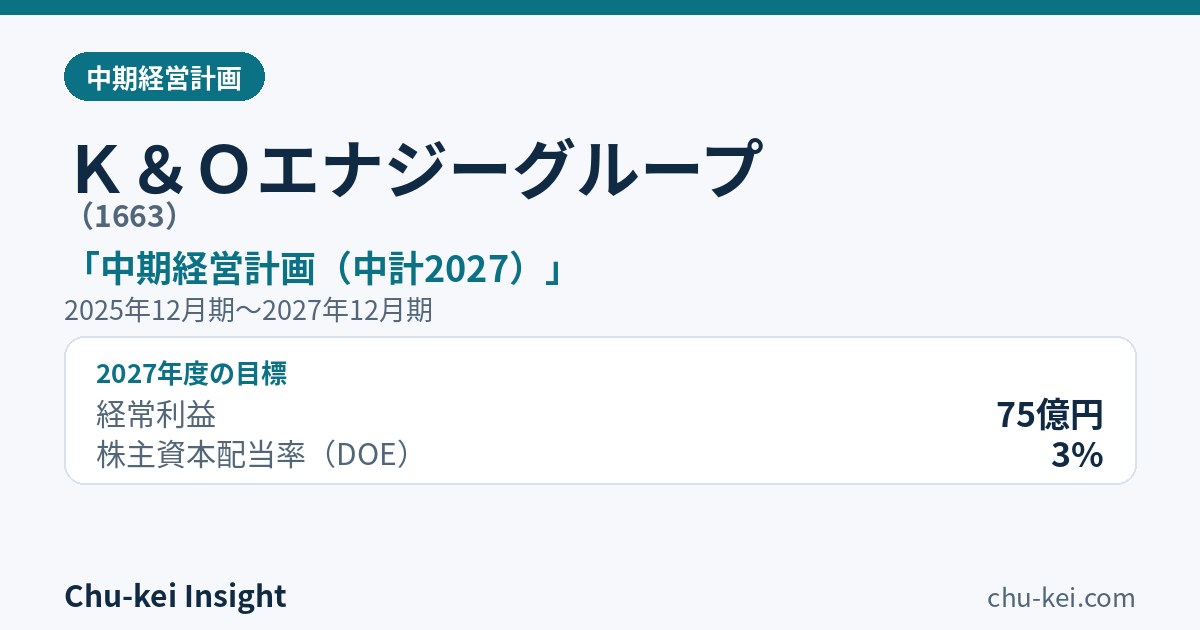 中期経営計画
Ｋ＆Ｏエナジーグループ
（1663）
「中期経営計画（中計2027）」
2025年12月期～2027年12月期
2027年度の目標
経常利益 75億円
株主資本配当率（DOE） 3%
Chu-kei Insight chu-kei.com